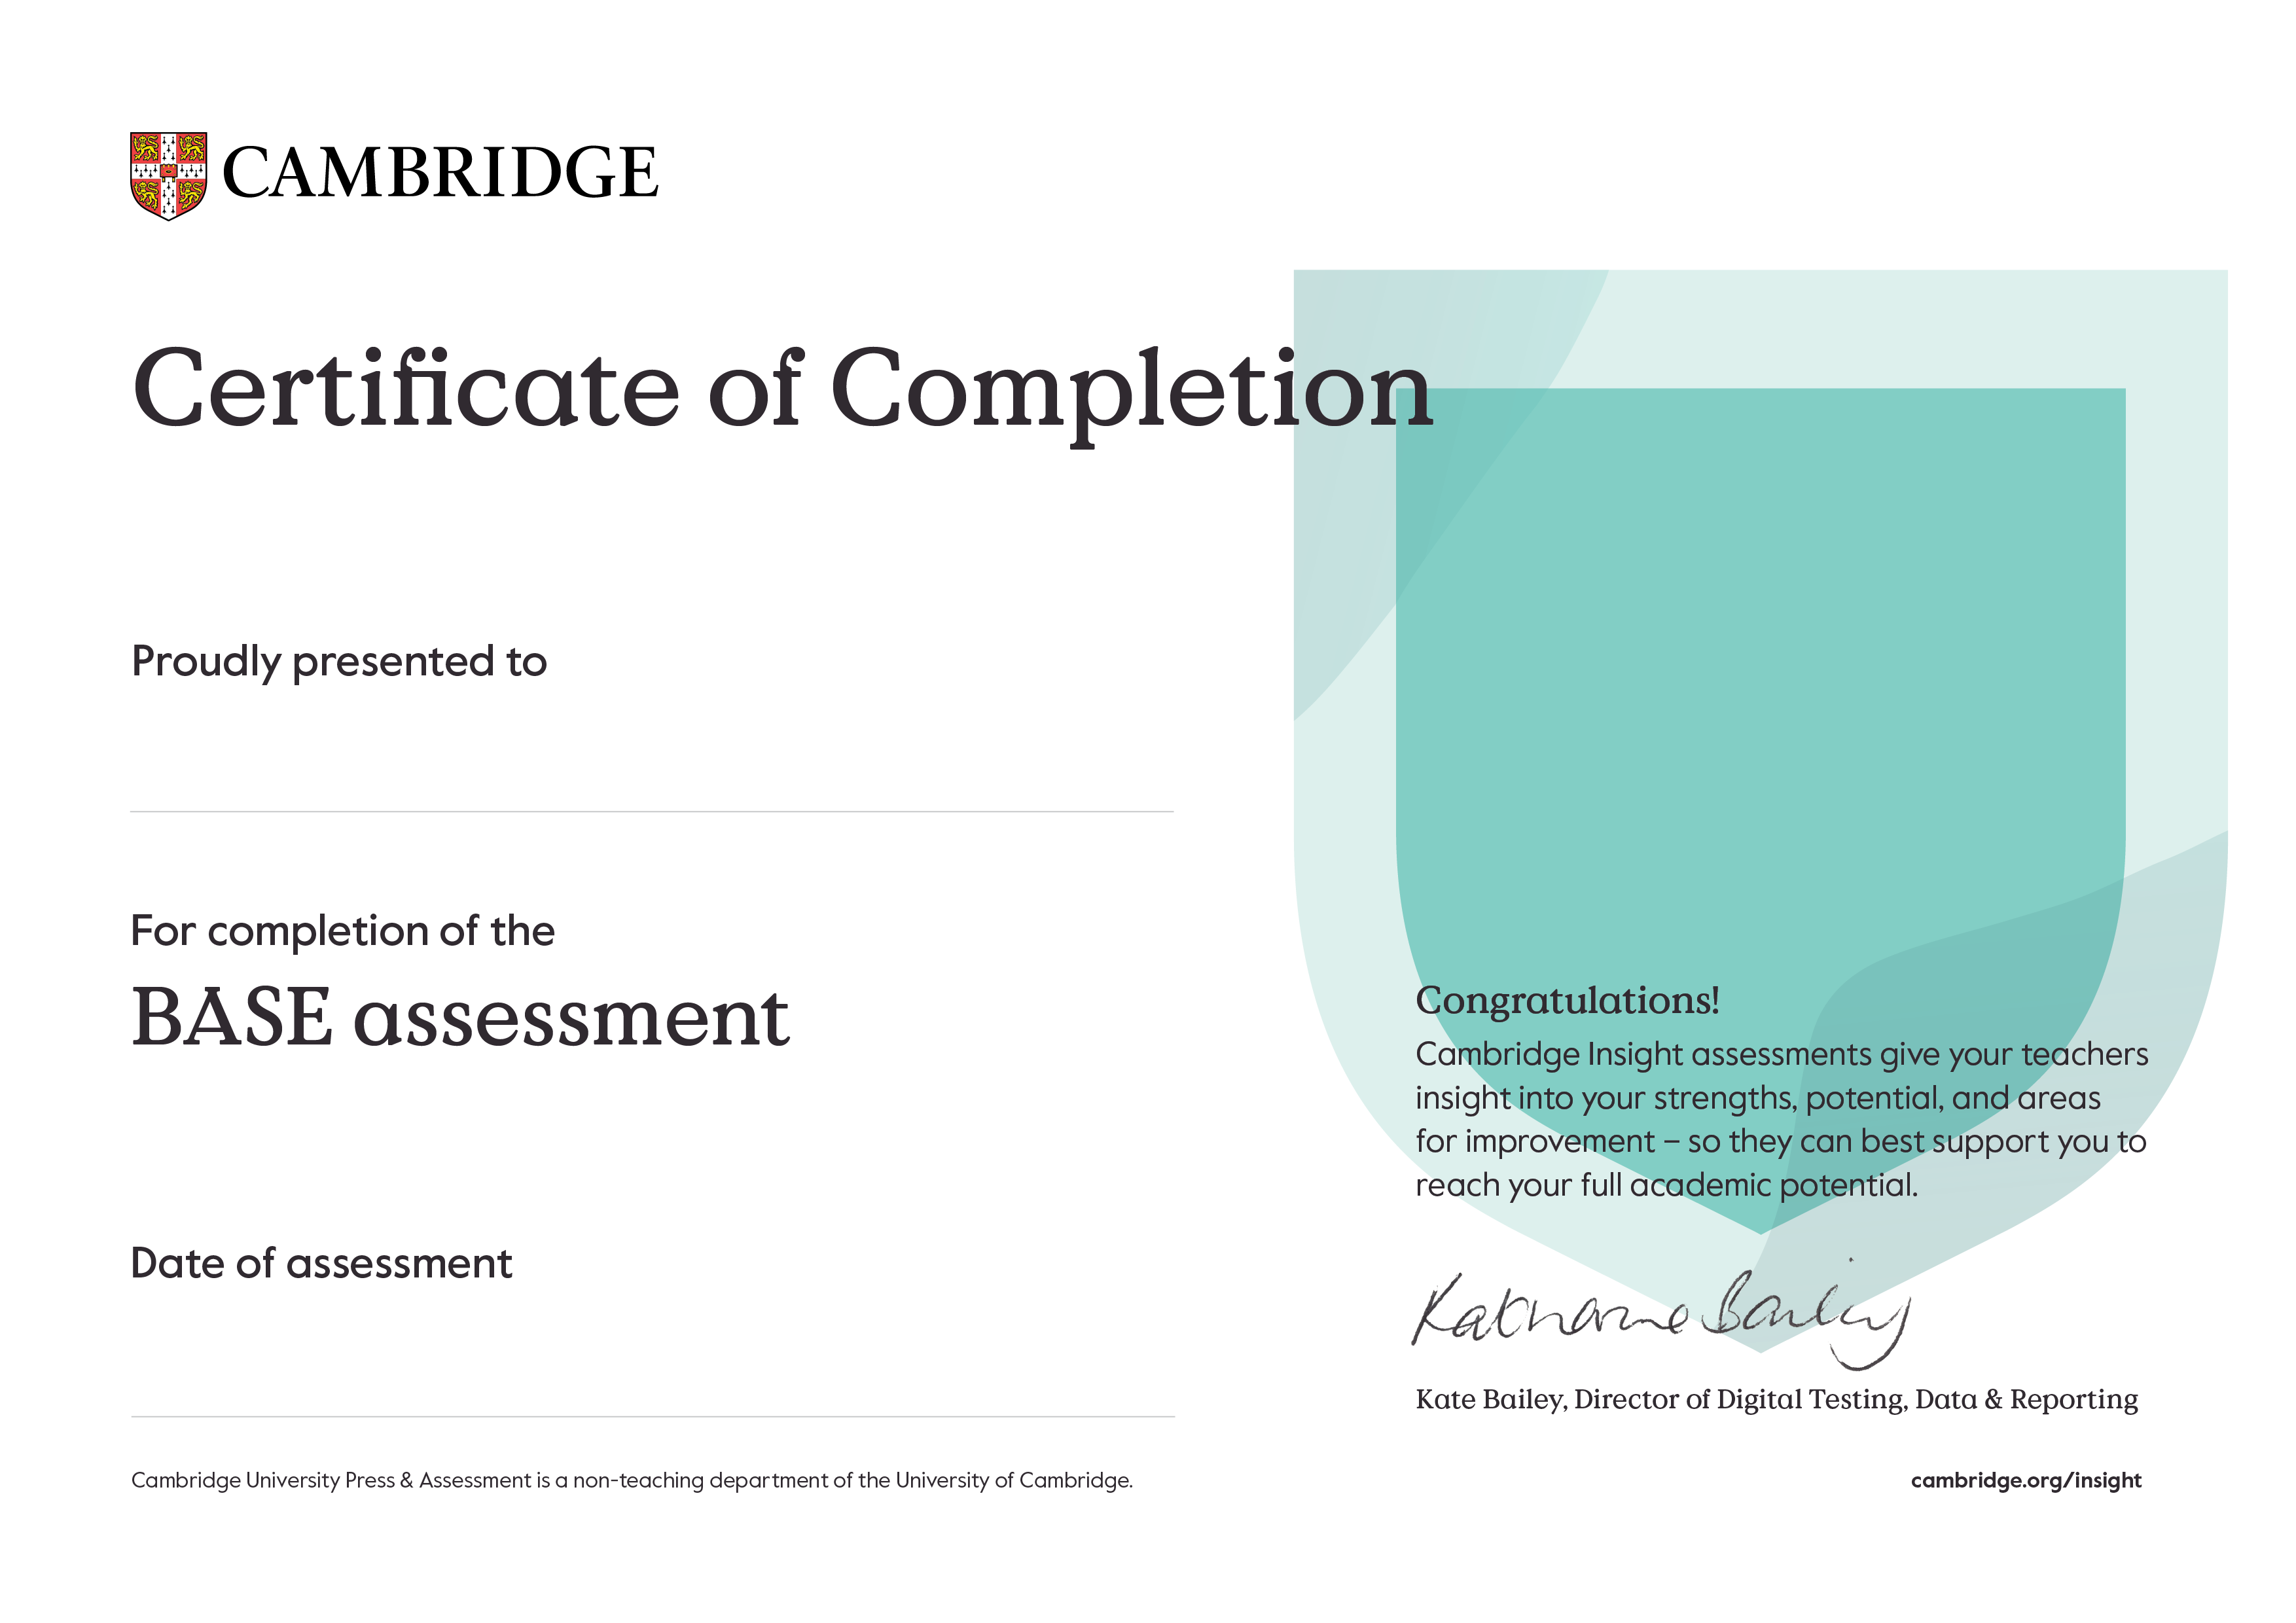 CAMBRIDGE
Certificate of Completion
Proudly presented to
For completion of the
BASE assessment
Date of assessment
Congratulations!
Cambridge Insight assessments give your teachers
insight into your strengths, potential, and areas
for improvement – so they can best support you to
reach your full academic potential.
Katharine Bailey
Kate Bailey, Director of Digital Testing, Data & Reporting
Cambridge University Press & Assessment is a non-teaching department of the University of Cambridge.
cambridge.org/insight